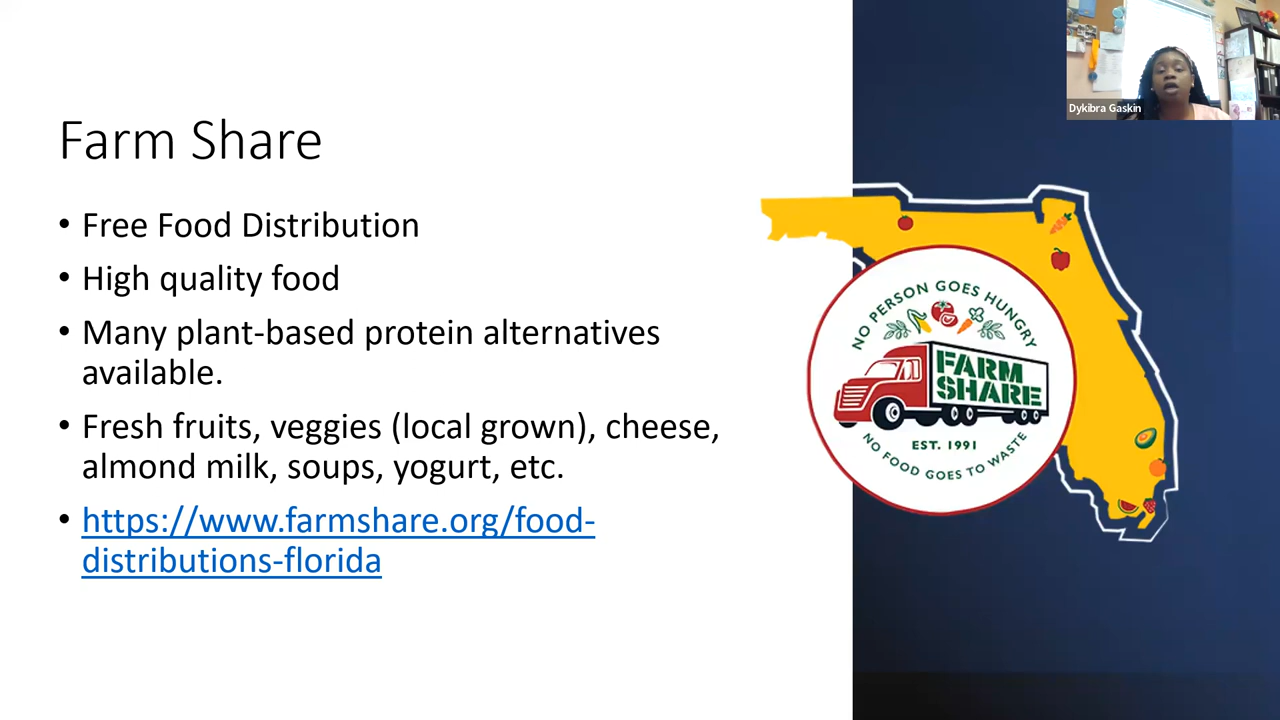 Dykibra Gaskin
Farm Share
• Free Food Distribution
• High quality food
• Many plant-based protein alternatives
available.
• Fresh fruits, veggies (local grown), cheese,
almond milk, soups, yogurt, etc.
• https://www.farmshare.org/food-
distributions-florida
NO PERSON GOES HUNGRY
FARM
SHARE
EST. 1991
NO FOOD GOES TO WASTE